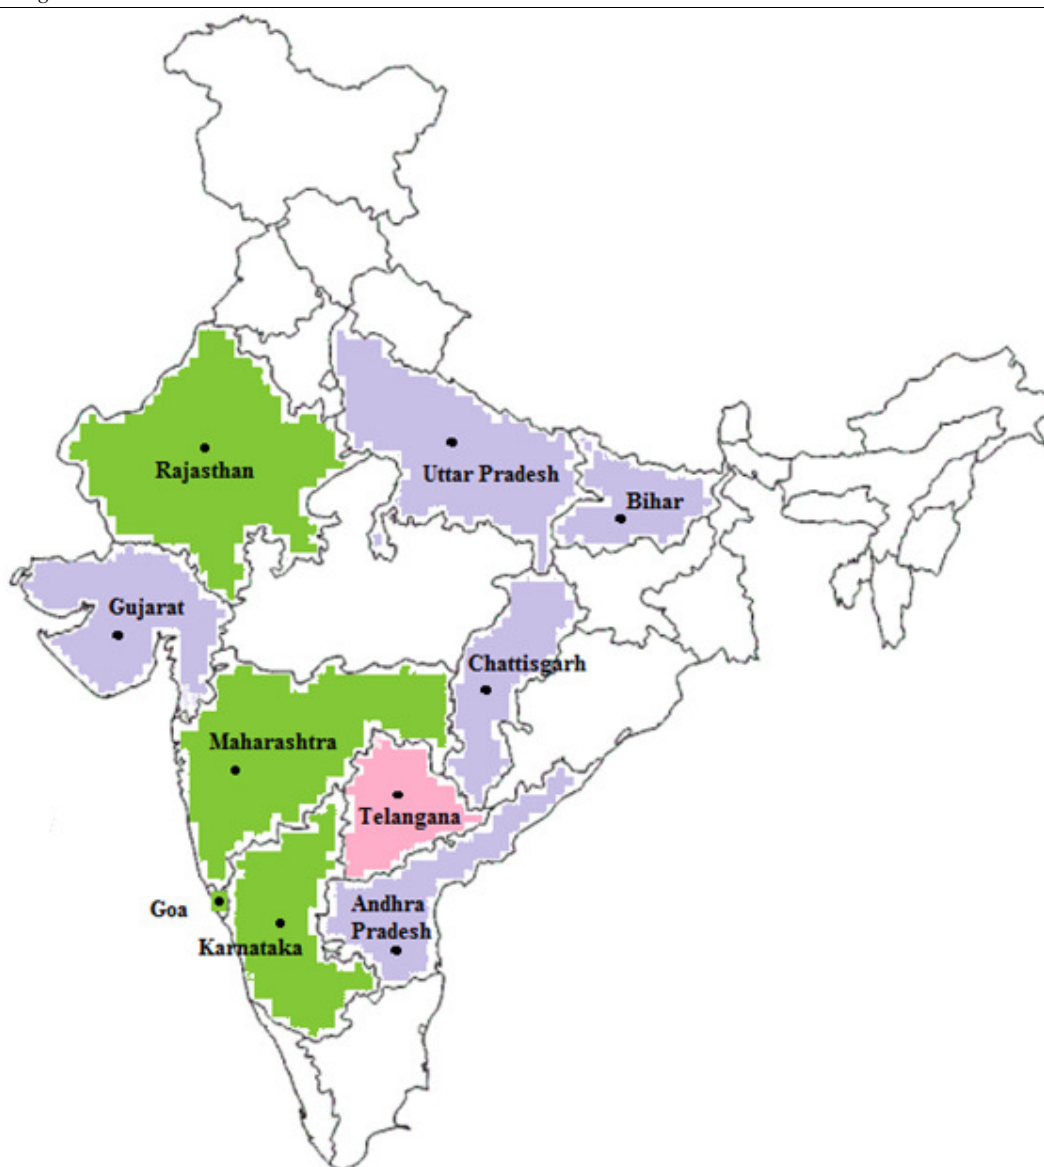 Rajasthan
Uttar Pradesh
Bihar
Gujarat
Chattisgarh
Maharashtra
Telangana
Goa
Andhra
Pradesh
Karnataka